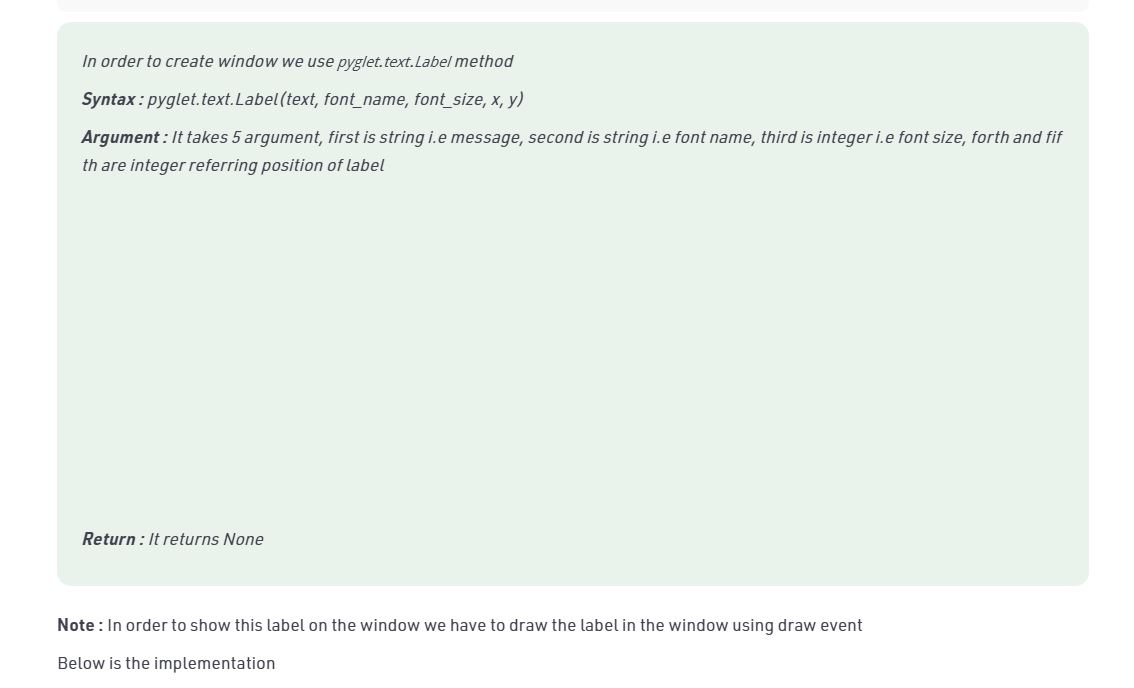 In order to create window we use pyglet.text.Label method
Syntax : pyglet.text.Label(text, font_name, font_size, x, y)
Argument : It takes 5 argument, first is string i.e message, second is string i.e font name, third is integer i.e font size, forth and fif
th are integer referring position of label
Return : It returns None
Note : In order to show this label on the window we have to draw the label in the window using draw event
Below is the implementation